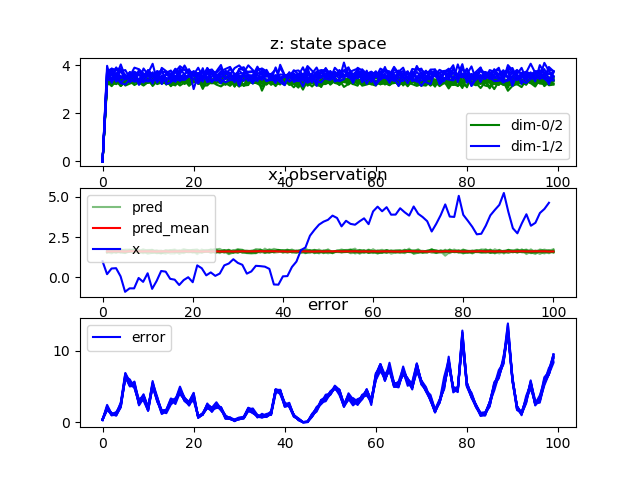 z: state space
4
2
0
dim-0/2
dim-1/2
0 20 40 60 80 100
x: observation
5.0
2.5
0.0
pred
pred_mean
x
0 20 40 60 80 100
error
10
0
error
0 20 40 60 80 100